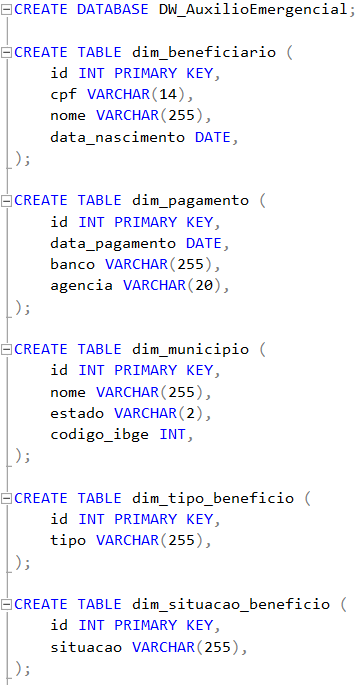 CREATE DATABASE DW_AuxilioEmergencial;
CREATE TABLE dim_beneficiario (
id INT PRIMARY KEY,
cpf VARCHAR(14),
nome VARCHAR(255),
data_nascimento DATE,
);
CREATE TABLE dim_pagamento (
id INT PRIMARY KEY,
data_pagamento DATE,
banco VARCHAR(255),
agencia VARCHAR(20),
);
CREATE TABLE dim_municipio (
id INT PRIMARY KEY,
nome VARCHAR(255),
estado VARCHAR(2),
codigo_ibge INT,
);
CREATE TABLE dim_tipo_beneficio (
id INT PRIMARY KEY,
tipo VARCHAR(255),
);
CREATE TABLE dim_situacao_beneficio (
id INT PRIMARY KEY,
situacao VARCHAR(255),
);